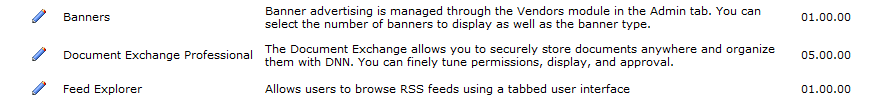 Banners Banner advertising is managed through the Vendors module in the Admin tab. You can 01.00.00
select the number of banners to display as well as the banner type.
Document Exchange Professional The Document Exchange allows you to securely store documents anywhere and organize 05.00.00
them with DNN. You can finely tune permissions, display, and approval.
Feed Explorer Allows users to browse RSS feeds using a tabbed user interface 01.00.00